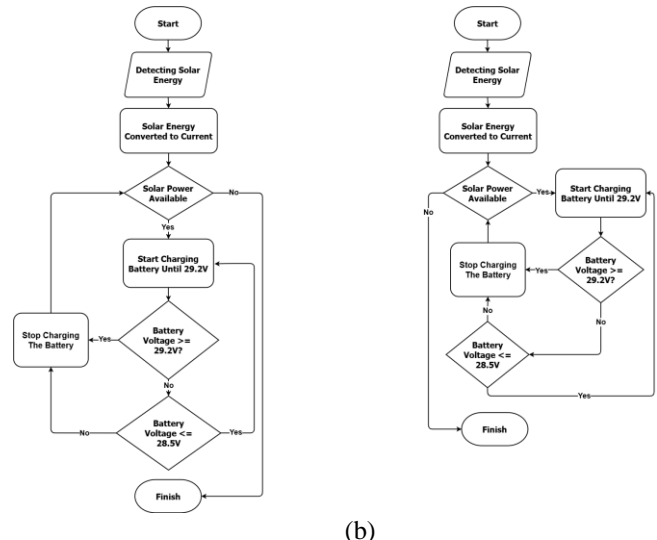 Start
Detecting Solar
Energy
Solar Energy
Converted to Current
Solar Power
Available
No
Yes
Start Charging
Battery Until 29.2V
Battery
Voltage >=
29.2V?
Yes
Stop Charging
The Battery
No
Battery
Voltage <=
28.5V
No
Yes
Finish
Start
Detecting Solar
Energy
Solar Energy
Converted to Current
Solar Power
Available
Yes
Start Charging
Battery Until 29.2V
No
Stop Charging
The Battery
Yes
Battery
Voltage >=
29.2V?
No
No
Battery
Voltage <=
28.5V
Yes
Finish
(b)